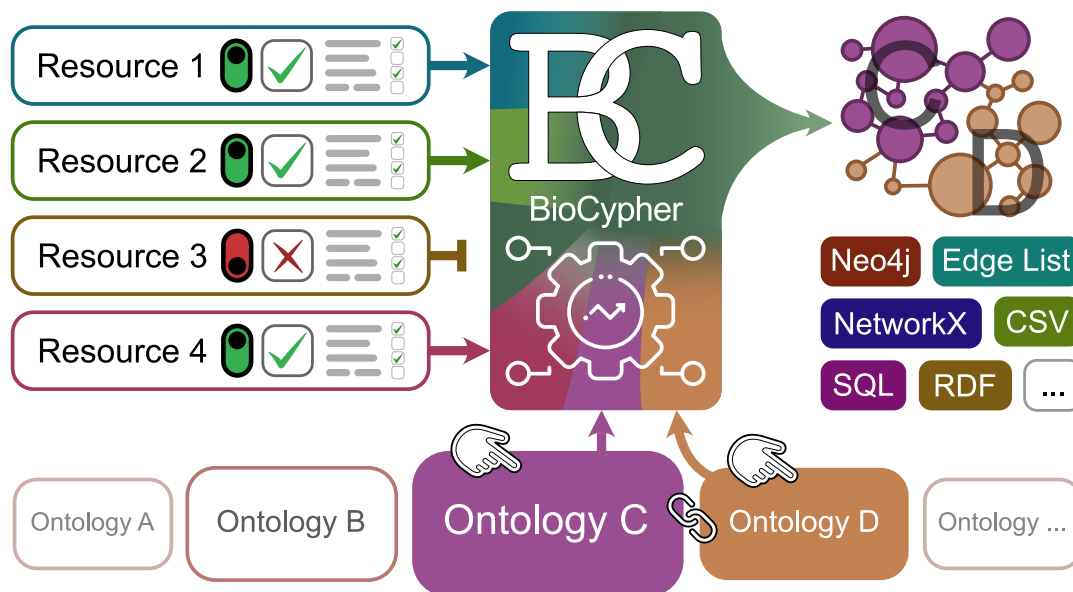 Resource 1
Resource 2
Resource 3
Resource 4
BC
BioCypher
C
D
Neo4j
Edge List
NetworkX
CSV
SQL
RDF
...
Ontology A
Ontology B
Ontology C
Ontology D
Ontology ...